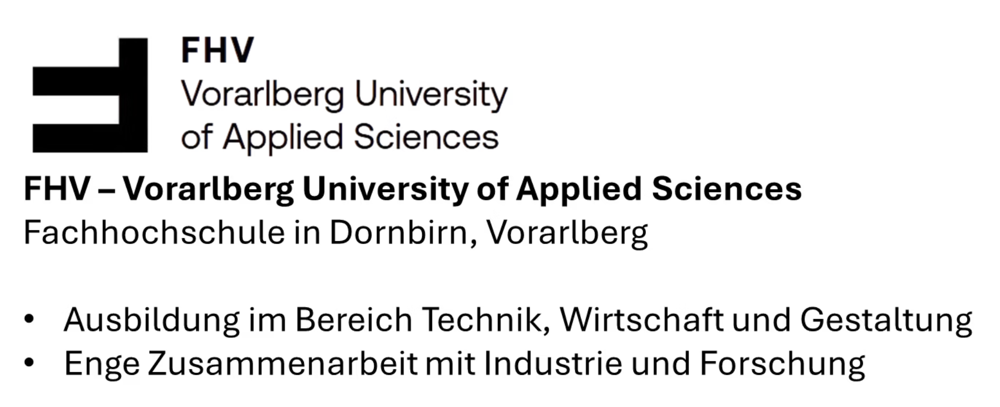 FHV
Vorarlberg University
of Applied Sciences
FHV – Vorarlberg University of Applied Sciences
Fachhochschule in Dornbirn, Vorarlberg
• Ausbildung im Bereich Technik, Wirtschaft und Gestaltung
• Enge Zusammenarbeit mit Industrie und Forschung